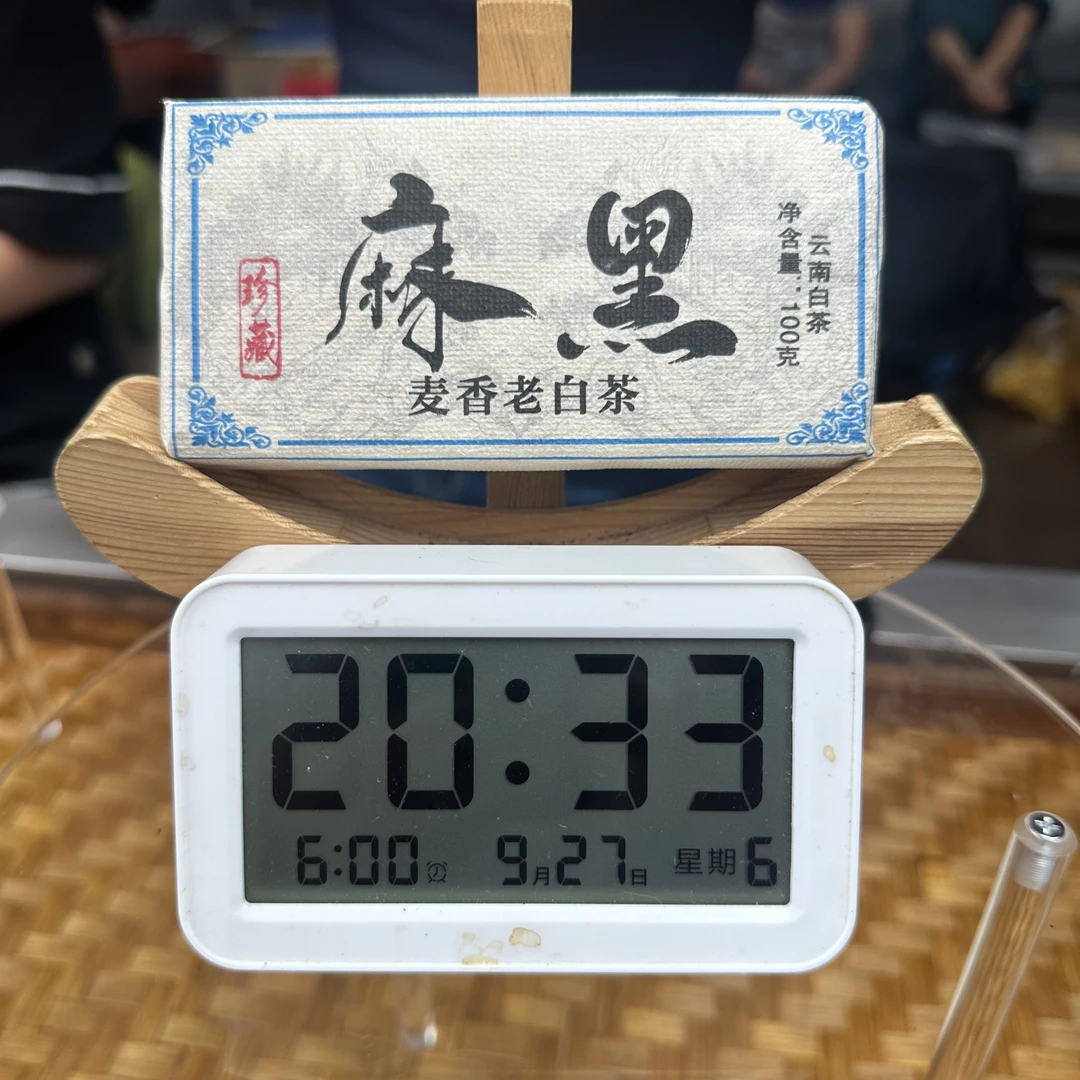 麻黑
珍藏
麦香老白茶
云南白茶
净含量:100克
20:33
6:00 9月27日 星期6